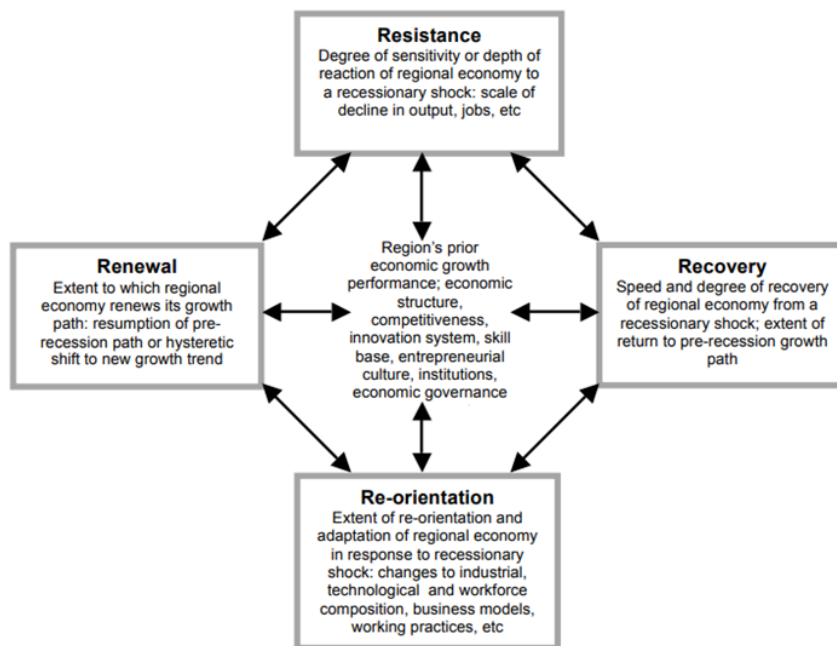 Resistance
Degree of sensitivity or depth of
reaction of regional economy to
a recessionary shock: scale of
decline in output, jobs, etc
Renewal
Extent to which regional
economy renews its growth
path: resumption of pre-
recession path or hysteretic
shift to new growth trend
Region's prior
economic growth
performance; economic
structure,
competitiveness,
innovation system, skill
base, entrepreneurial
culture, institutions,
economic governance
Recovery
Speed and degree of recovery
of regional economy from a
recessionary shock; extent of
return to pre-recession growth
path
Re-orientation
Extent of re-orientation and
adaptation of regional economy
in response to recessionary
shock: changes to industrial,
technological and workforce
composition, business models,
working practices, etc